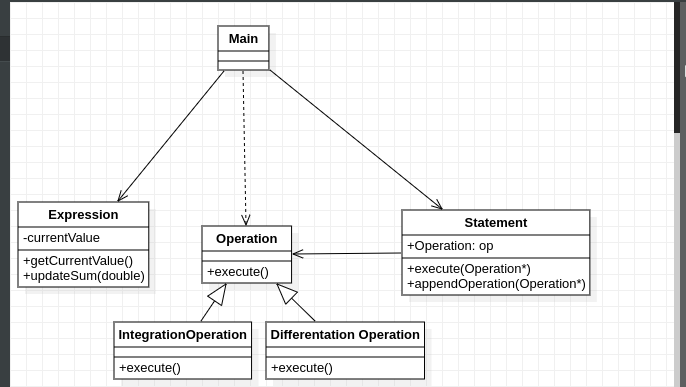 Main
Expression
-currentValue
+getCurrentValue()
+updateSum(double)
Operation
+execute()
Statement
+Operation: op
+execute(Operation*)
+appendOperation(Operation*)
IntegrationOperation
+execute()
Differentation Operation
+execute()